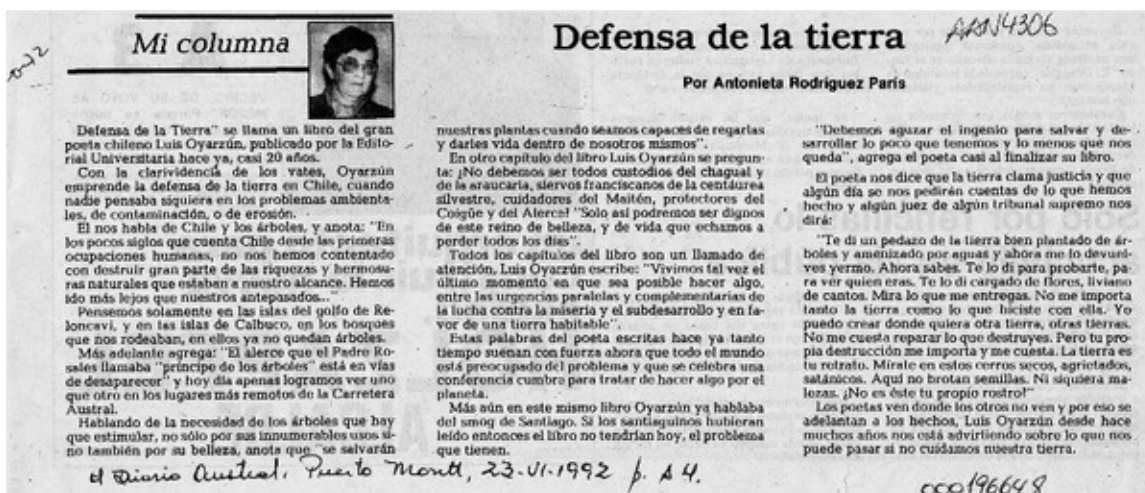 AAN4306
Mi columna
Defensa de la tierra
Por Antonieta Rodríguez París
Defensa de la Tierra" se llama un libro del gran
poeta chileno Luis Oyarzún, publicado por la Edito-
rial Universitaria hace ya, casi 20 años.
Con la clarividencia de los vates, Oyarzún
emprende la defensa de la tierra en Chile, cuando
nadie pensaba siquiera en los problemas ambienta-
les, de contaminación, o de erosión.
El nos habla de Chile y los árboles, y anota: "En
los pocos siglos que cuenta Chile desde las primeras
ocupaciones humanas, no nos hemos contentado
con destruir gran parte de las riquezas y hermosu-
ras naturales que estaban a nuestro alcance. Hemos
ido más lejos que nuestros antepasados..."
Pensemos solamente en las islas del golfo de Re-
loncaví, y en las islas de Calbuco, en los bosques
que nos rodeaban, en ellos ya no quedan árboles.
Más adelante agrega: "El alerce que el Padre Ro-
sales llamaba "príncipe de los árboles" está en vías
de desaparecer" y hoy día apenas logramos ver uno
que otro en los lugares más remotos de la Carretera
Austral.
Hablando de la necesidad de los árboles que hay
que estimular, no sólo por sus innumerables usos si-
no también por su belleza, anota que "se salvarán
nuestras plantas cuando seamos capaces de regarlas
y darles vida dentro de nosotros mismos".
En otro capítulo del libro Luis Oyarzún se pregun-
ta: ¡No debemos ser todos custodios del chagual y
de la araucaria, siervos franciscanos de la centáurea
silvestre, cuidadores del Maitén, protectores del
Coigüe y del Alerce! "Solo así podremos ser dignos
de este reino de belleza, y de vida que echamos a
perder todos los días".
Todos los capítulos del libro son un llamado de
atención, Luis Oyarzún escribe: "Vivimos tal vez el
último momento en que sea posible hacer algo,
entre las urgencias paralelas y complementarias de
la lucha contra la miseria y el subdesarrollo y en fa-
vor de una tierra habitable".
Estas palabras del poeta escritas hace ya tanto
tiempo suenan con fuerza ahora que todo el mundo
está preocupado del problema y que se celebra una
conferencia cumbre para tratar de hacer algo por el
planeta.
Más aún en este mismo libro Oyarzún ya hablaba
del smog de Santiago. Si los santiaguinos hubieran
leído entonces el libro no tendrían hoy, el problema
que tienen.
"Debemos aguzar el ingenio para salvar y de-
sarrollar lo poco que tenemos y lo menos que nos
queda", agrega el poeta casi al finalizar su libro.
El poeta nos dice que la tierra clama justicia y que
algún día se nos pedirán cuentas de lo que hemos
hecho y algún juez de algún tribunal supremo nos
dirá:
"Te di un pedazo de la tierra bien plantado de ár-
boles y amenizado por aguas y ahora me lo devuel-
ves yermo. Ahora sabes. Te lo di para probarte, pa-
ra ver quien eras. Te lo di cargado de flores, liviano
de cantos. Mira lo que me entregas. No me importa
tanto la tierra como lo que hiciste con ella. Yo
puedo crear donde quiera otra tierra, otras tierras.
No me cuesta reparar lo que destruyes. Pero tu pro-
pia destrucción me importa y me cuesta. La tierra es
tu retrato. Mírate en estos cerros secos, agrietados,
satánicos. Aquí no brotan semillas. Ni siquiera ma-
lezas. ¡No es éste tu propio rostro!"
Los poetas ven donde los otros no ven y por eso se
adelantan a los hechos, Luis Oyarzún desde hace
muchos años nos está advirtiendo sobre lo que nos
puede pasar si no cuidamos nuestra tierra.
el Diario Austral, Puerto Montt, 23-VI-1992 p. A4.
000196648